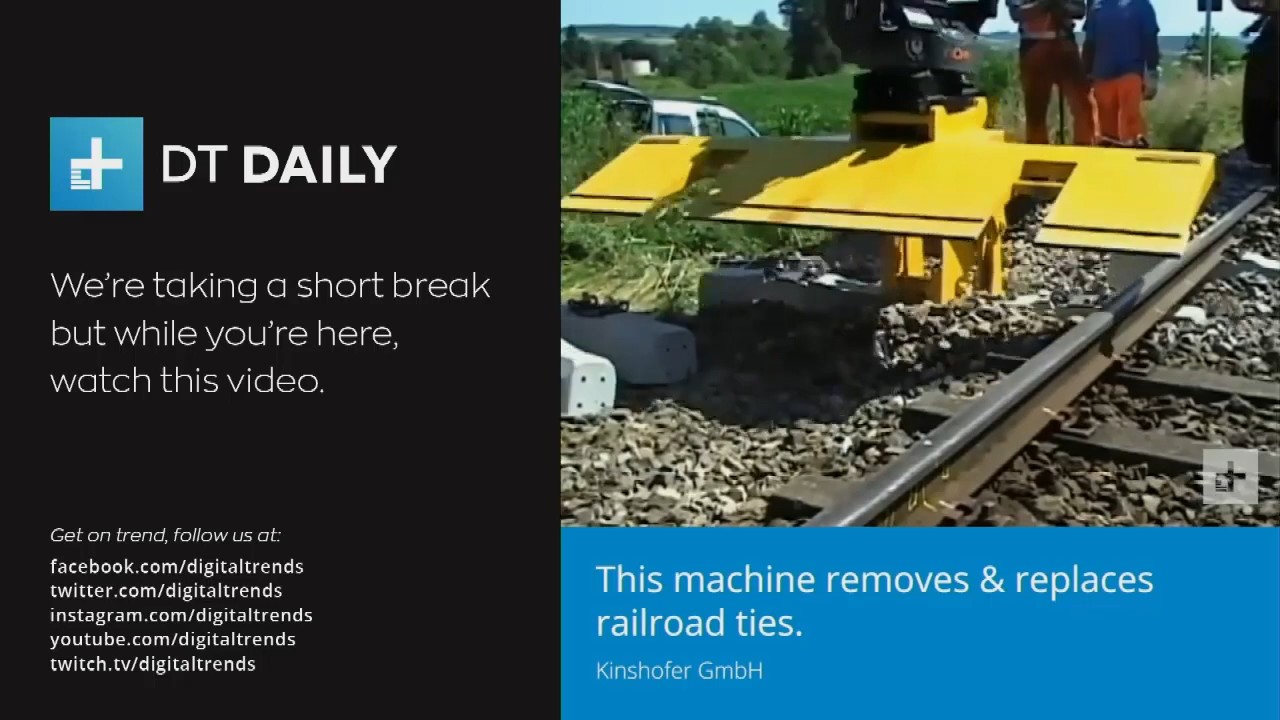 DT DAILY
We're taking a short break
but while you're here,
watch this video.
Get on trend, follow us at:
facebook.com/digitaltrends
twitter.com/digitaltrends
instagram.com/digitaltrends
youtube.com/digitaltrends
twitch.tv/digitaltrends
This machine removes & replaces
railroad ties.
Kinshofer GmbH